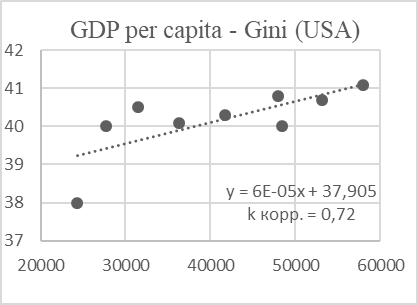 GDP per capita - Gini (USA)
42
41
40
39
38
37
y = 6E-05x + 37,905
k корр. = 0,72
20000 30000 40000 50000 60000